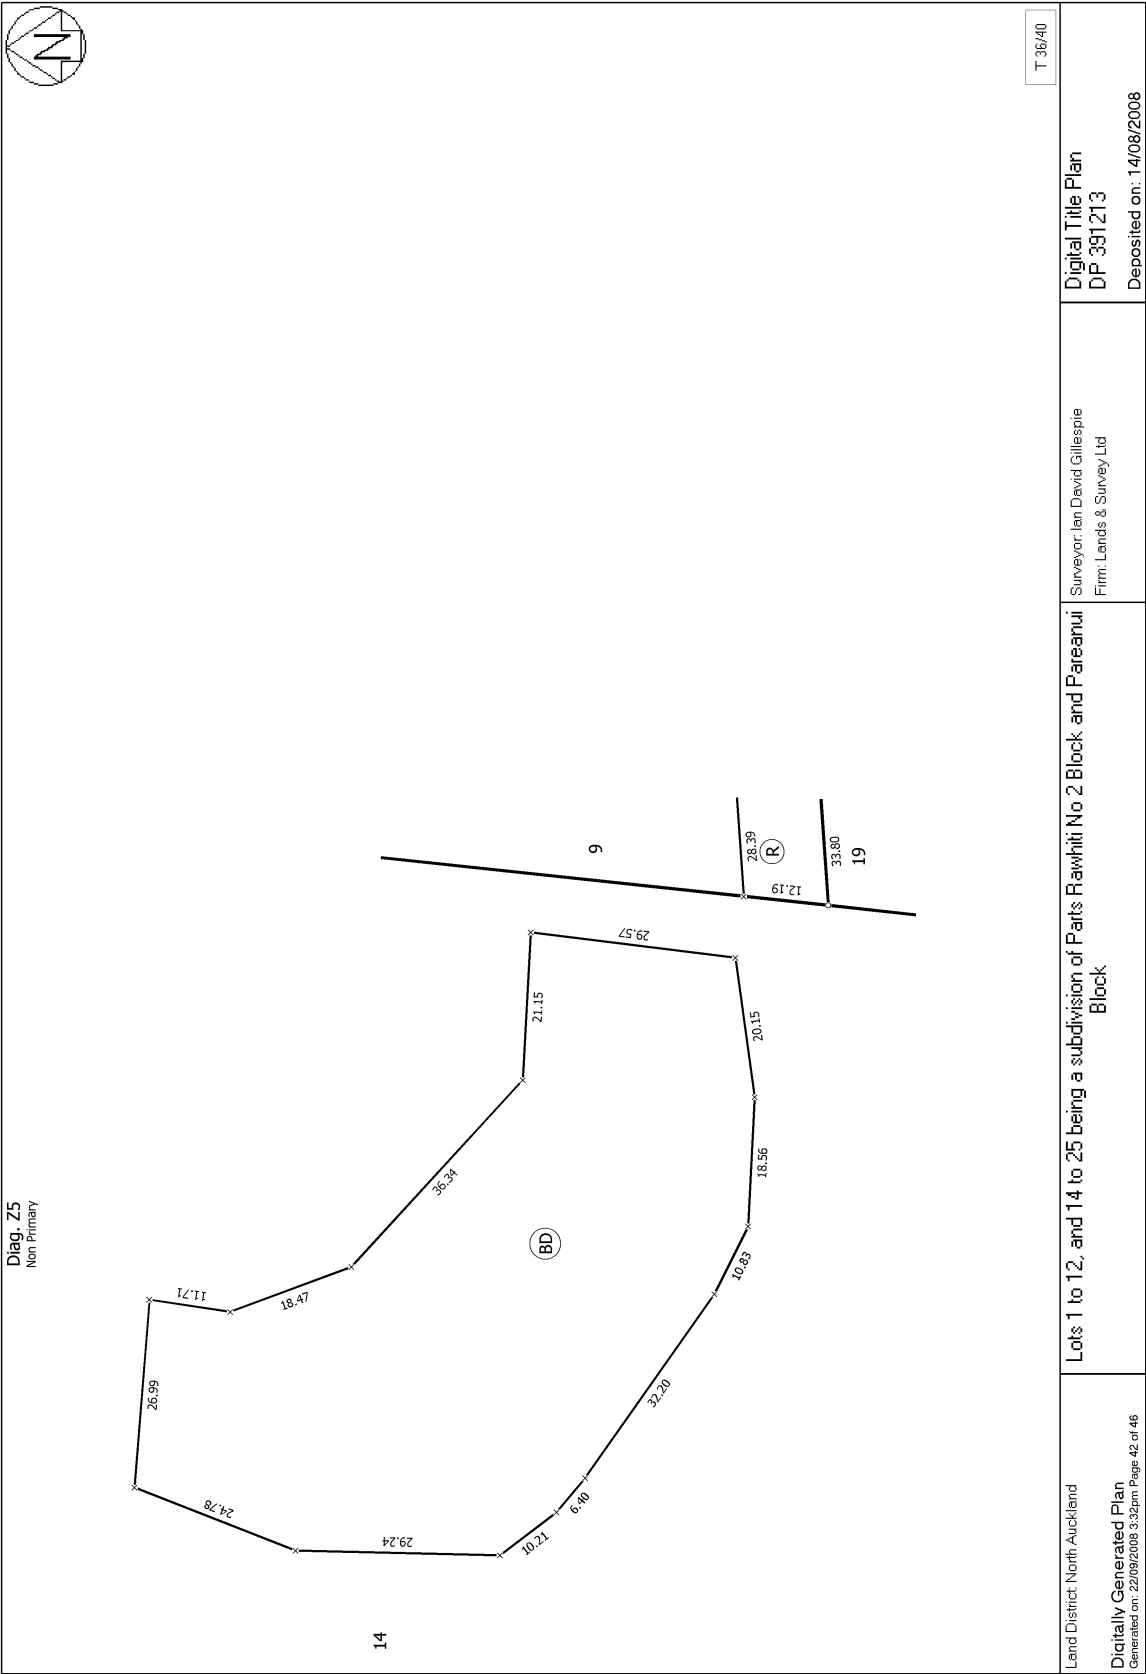 Diag. Z5
Non Primary
N
14
24.78
26.99
11.71
18.47
36.34
21.15
29.57
20.15
18.56
10.83
32.20
6.40
10.21
29.24
BD
9
28.39
R
12.19
33.80
19
T 36/40
Land District: North Auckland
Digitally Generated Plan
Generated on: 22/09/2008 3:32pm Page 42 of 46
Lots 1 to 12, and 14 to 25 being a subdivision of Parts Rawhiti No 2 Block and Pareanui
Block
Surveyor: Ian David Gillespie
Firm: Lands & Survey Ltd
Digital Title Plan
DP 391213
Deposited on: 14/08/2008